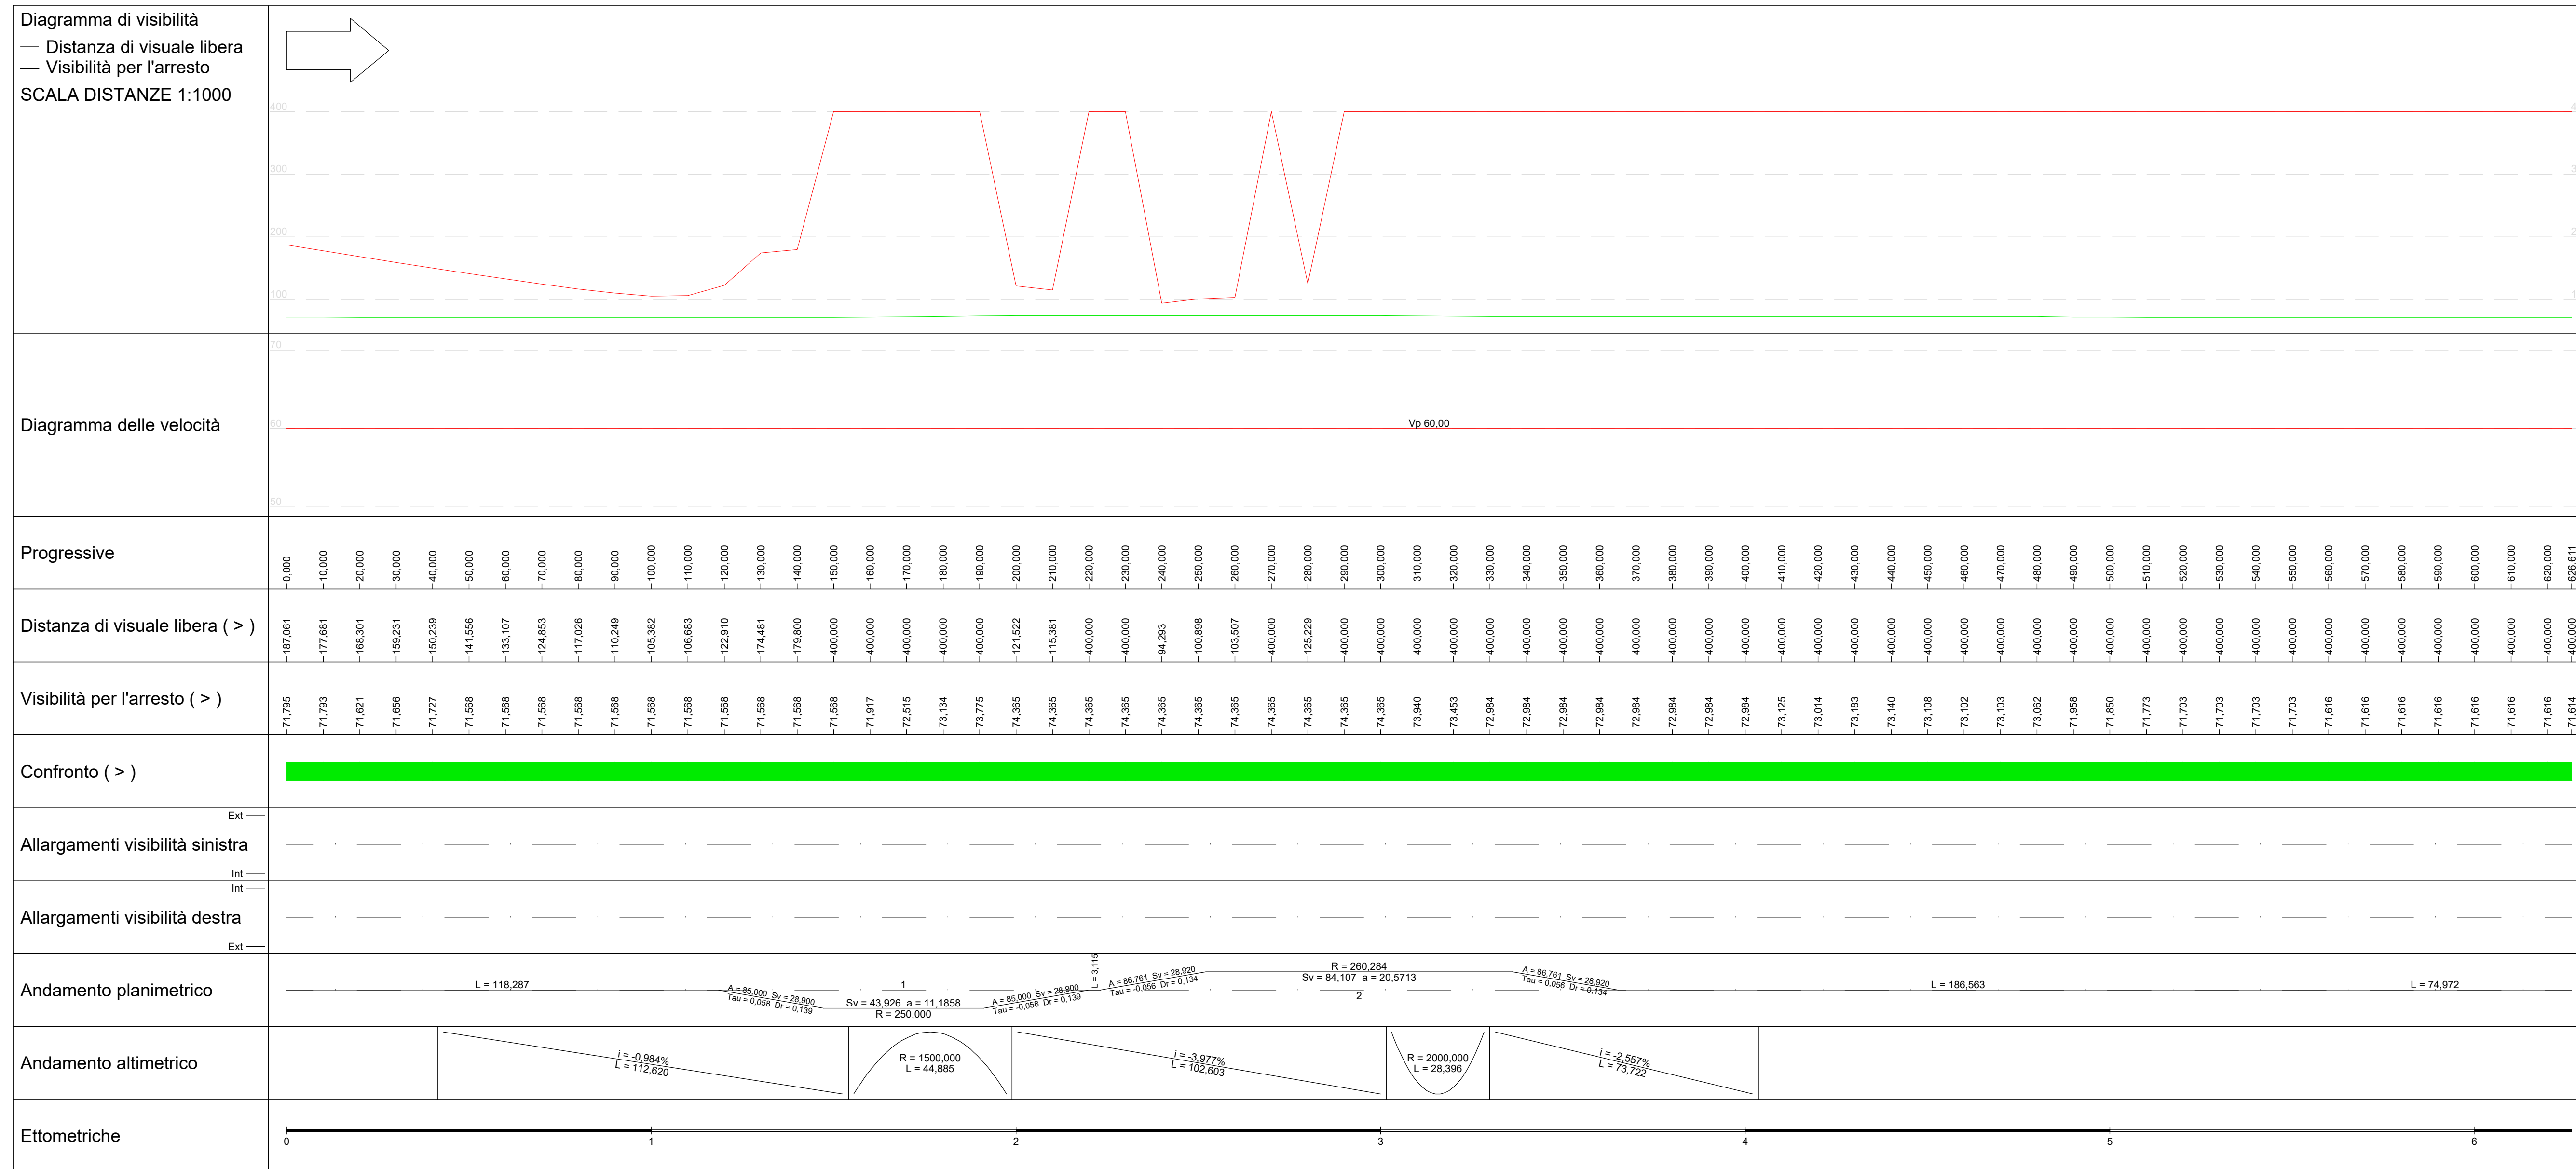 Diagramma di visibilità
Distanza di visuale libera
Visibilità per l'arresto
SCALA DISTANZE 1:1000
400 4
300 3
200 2
100 1
Diagramma delle velocità
70
60
50
Vp 60,00
Progressive
0,000 10,000 20,000 30,000 40,000 50,000 60,000 70,000 80,000 90,000 100,000 110,000 120,000 130,000 140,000 150,000 160,000 170,000 180,000 190,000 200,000 210,000 220,000 230,000 240,000 250,000 260,000 270,000 280,000 290,000 300,000 310,000 320,000 330,000 340,000 350,000 360,000 370,000 380,000 390,000 400,000 410,000 420,000 430,000 440,000 450,000 460,000 470,000 480,000 490,000 500,000 510,000 520,000 530,000 540,000 550,000 560,000 570,000 580,000 590,000 600,000 610,000 620,000 626,611
Distanza di visuale libera ( > )
187,061 177,681 168,301 159,231 150,239 141,556 133,107 124,853 117,026 110,249 105,382 106,683 122,910 174,481 179,800 400,000 400,000 400,000 400,000 400,000 121,522 115,381 400,000 400,000 94,293 100,898 103,507 400,000 125,229 400,000 400,000 400,000 400,000 400,000 400,000 400,000 400,000 400,000 400,000 400,000 400,000 400,000 400,000 400,000 400,000 400,000 400,000 400,000 400,000 400,000 400,000 400,000 400,000 400,000 400,000 400,000 400,000 400,000 400,000 400,000 400,000 400,000 400,000 400,000
Visibilità per l'arresto ( > )
71,795 71,793 71,621 71,656 71,727 71,568 71,568 71,568 71,568 71,568 71,568 71,568 71,568 71,568 71,568 71,568 71,917 72,515 73,134 73,775 74,365 74,365 74,365 74,365 74,365 74,365 74,365 74,365 74,365 74,365 74,365 73,940 73,453 72,984 72,984 72,984 72,984 72,984 72,984 72,984 72,984 73,125 73,014 73,183 73,140 73,108 73,102 73,103 73,062 71,958 71,850 71,773 71,703 71,703 71,703 71,703 71,616 71,616 71,616 71,616 71,616 71,616 71,616 71,614
Confronto ( > )
Ext
Allargamenti visibilità sinistra
Int
Int
Allargamenti visibilità destra
Ext
Andamento planimetrico
L = 118,287
A = 85,000 Sv = 28,900
Tau = 0,058 Dr = 0,139
1
Sv = 43,926 a = 11,1858
R = 250,000
A = 85,000 Sv = 28,900
Tau = -0,058 Dr = 0,139
L = 3,115
A = 86,761 Sv = 28,920
Tau = -0,056 Dr = 0,134
R = 260,284
Sv = 84,107 a = 20,5713
2
A = 86,761 Sv = 28,920
Tau = 0,056 Dr = 0,134
L = 186,563
L = 74,972
Andamento altimetrico
i = -0,984%
L = 112,620
R = 1500,000
L = 44,885
i = -3,977%
L = 102,603
R = 2000,000
L = 28,396
i = -2,557%
L = 73,722
Ettometriche
0 1 2 3 4 5 6